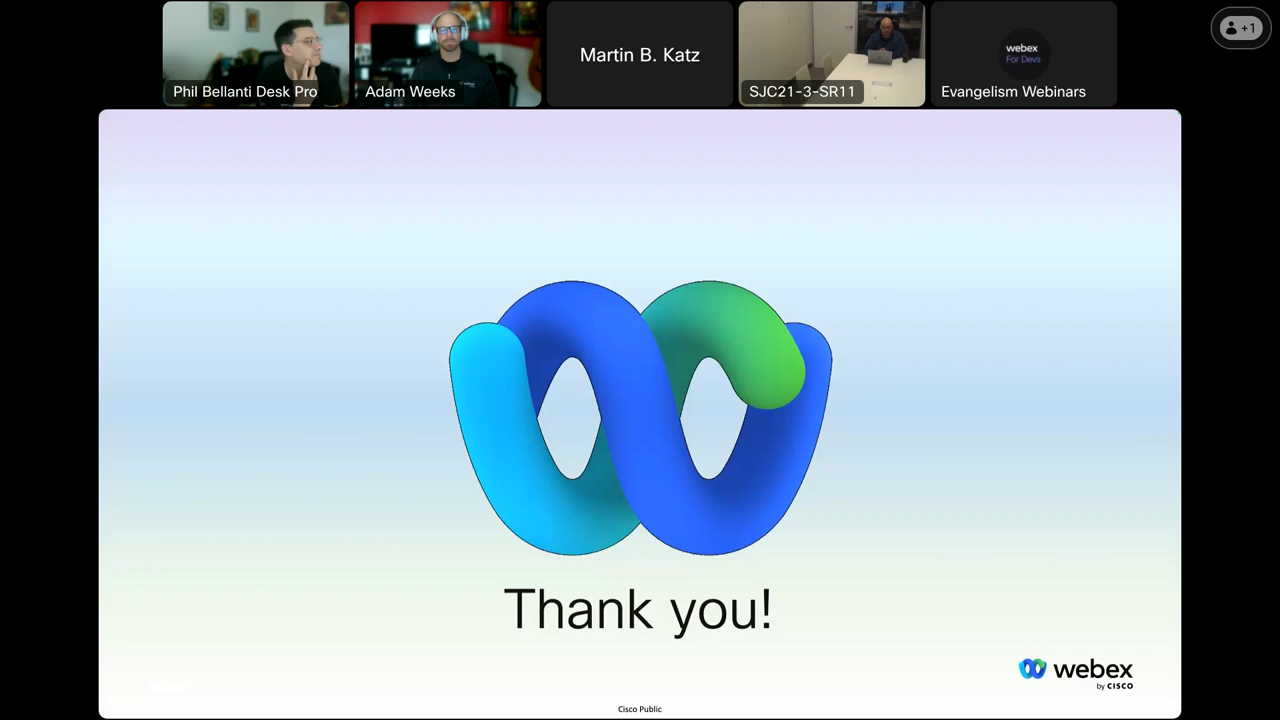 Phil Bellanti Desk Pro
Adam Weeks
Martin B. Katz
SJC21-3-SR11
webex
For Devs
Evangelism Webinars
+1
Thank you!
webex
by CISCO
Cisco Public